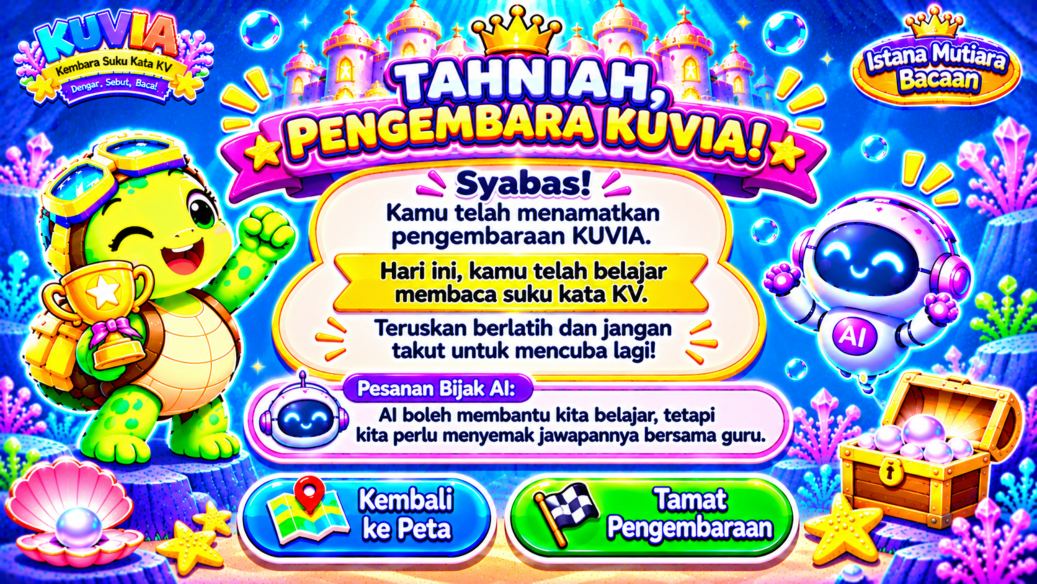 KUVIA
Kembara Suku Kata KV
Dengar, Sebut, Baca!
Istana Mutiara
Bacaan
TAHNIAH,
PENGEMBARA KUVIA!
Syabas!
Kamu telah menamatkan
pengembaraan KUVIA.
Hari ini, kamu telah belajar
membaca suku kata KV.
Teruskan berlatih dan jangan
takut untuk mencuba lagi!
AI
Pesanan Bijak AI:
AI boleh membantu kita belajar, tetapi
kita perlu menyemak jawapannya bersama guru.
Kembali
ke Peta
Tamat
Pengembaraan